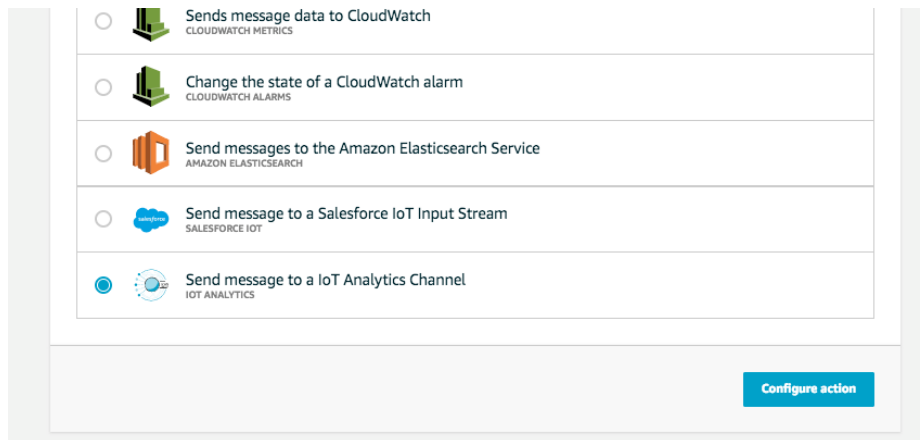 Sends message data to CloudWatch
CLOUDWATCH METRICS
Change the state of a CloudWatch alarm
CLOUDWATCH ALARMS
Send messages to the Amazon Elasticsearch Service
AMAZON ELASTICSEARCH
salesforce
Send message to a Salesforce IoT Input Stream
SALESFORCE IOT
Send message to a IoT Analytics Channel
IOT ANALYTICS
Configure action